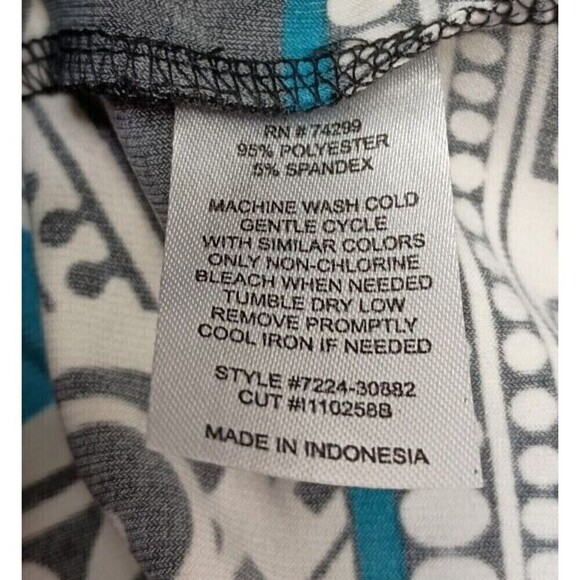 RN # 74299
95% POLYESTER
5% SPANDEX
MACHINE WASH COLD
GENTLE CYCLE
WITH SIMILAR COLORS
ONLY NON-CHLORINE
BLEACH WHEN NEEDED
TUMBLE DRY LOW
REMOVE PROMPTLY
COOL IRON IF NEEDED
STYLE #7224-30882
CUT #I110258B
MADE IN INDONESIA